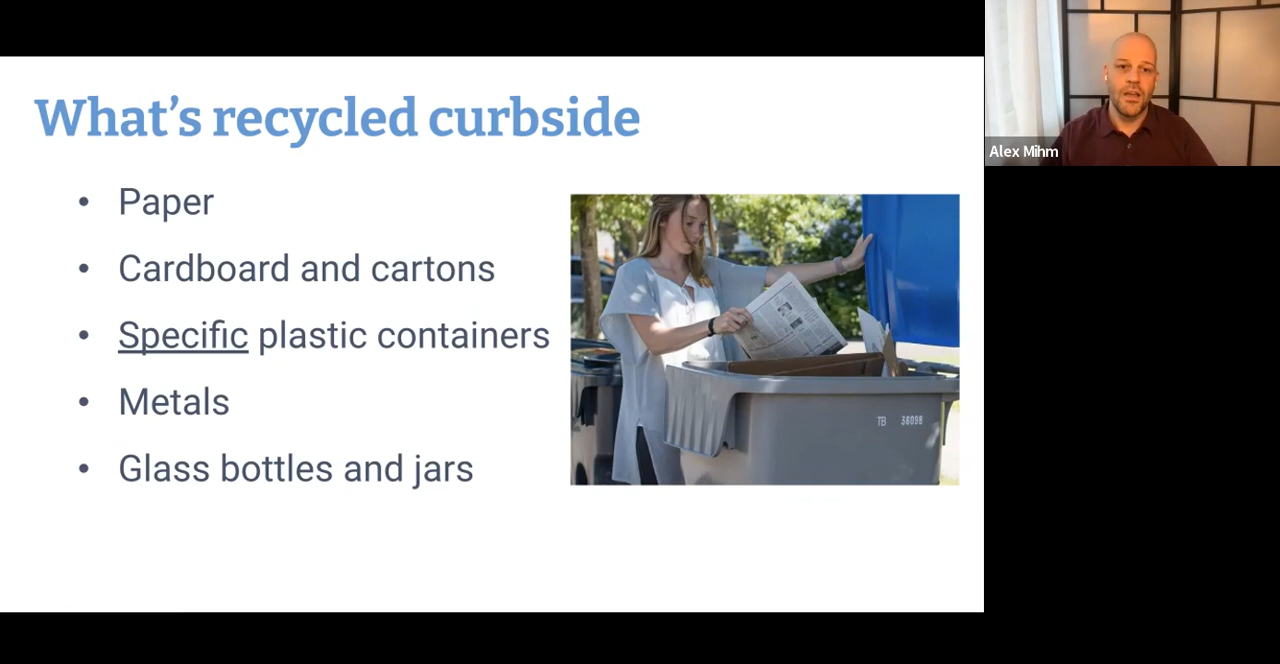 What's recycled curbside
• Paper
• Cardboard and cartons
• Specific plastic containers
• Metals
• Glass bottles and jars
TB 36098
Alex Mihm